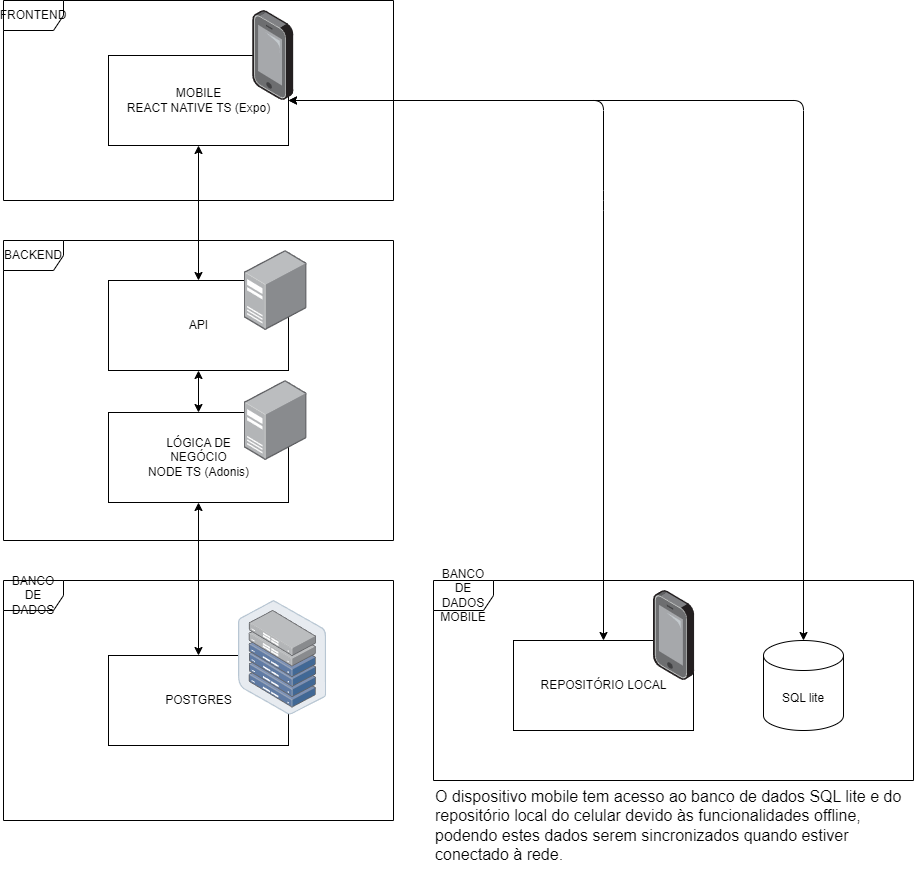 FRONTEND
MOBILE
REACT NATIVE TS (Expo)
BACKEND
API
LÓGICA DE
NEGÓCIO
NODE TS (Adonis)
BANCO
DE
DADOS
POSTGRES
BANCO
DE
DADOS
MOBILE
REPOSITÓRIO LOCAL
SQL lite
O dispositivo mobile tem acesso ao banco de dados SQL lite e do
repositório local do celular devido às funcionalidades offline,
podendo estes dados serem sincronizados quando estiver
conectado à rede.